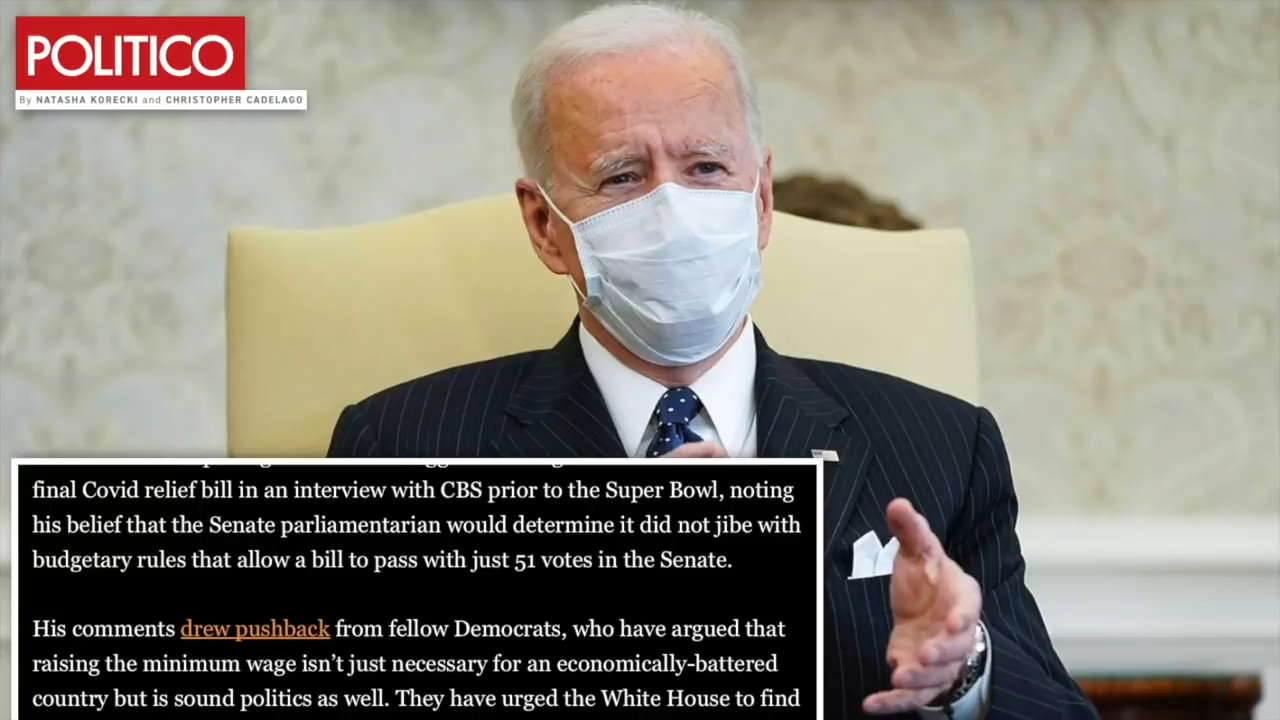 POLITICO
By NATASHA KORECKI and CHRISTOPHER CADELAGO
final Covid relief bill in an interview with CBS prior to the Super Bowl, noting
his belief that the Senate parliamentarian would determine it did not jibe with
budgetary rules that allow a bill to pass with just 51 votes in the Senate.
His comments drew pushback from fellow Democrats, who have argued that
raising the minimum wage isn't just necessary for an economically-battered
country but is sound politics as well. They have urged the White House to find